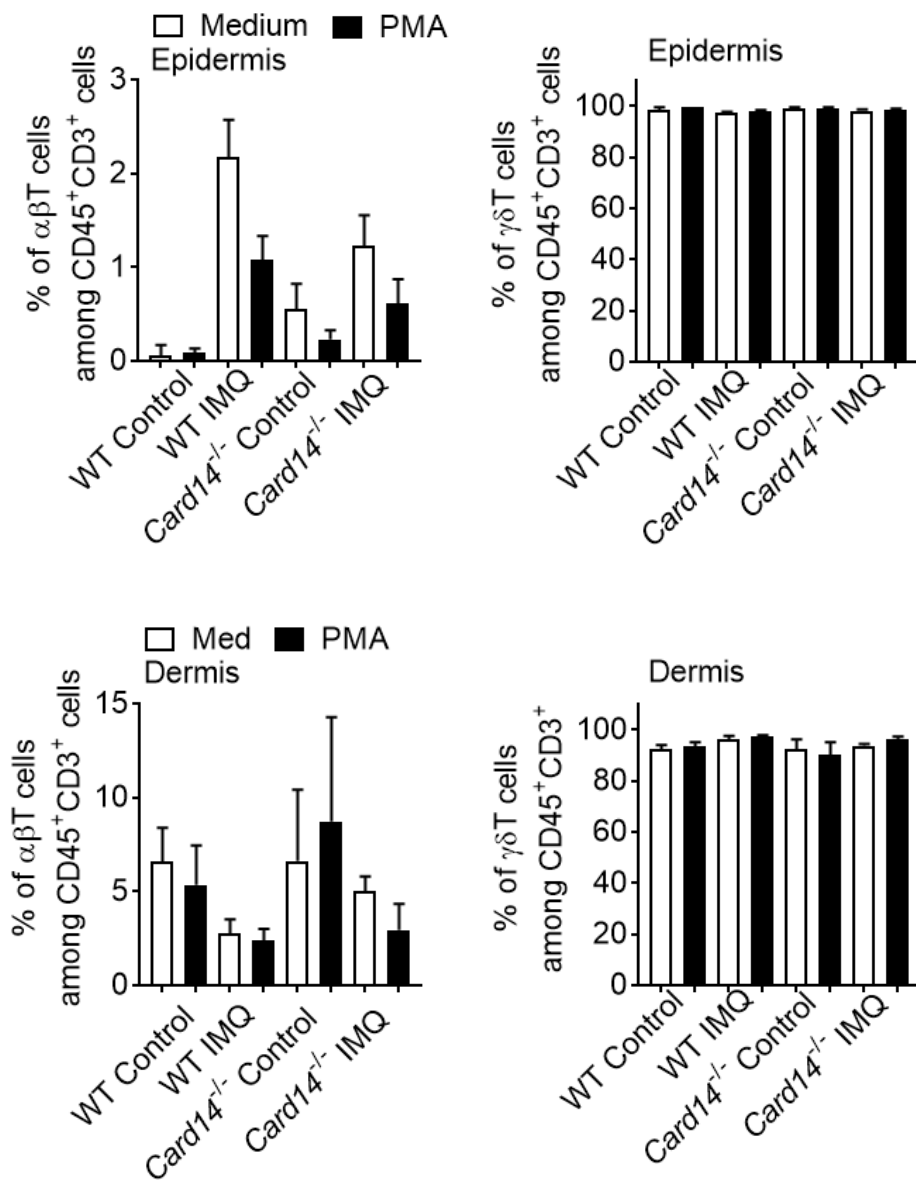 Medium PMA
Epidermis
% of αβT cells
among CD45⁺CD3⁺ cells
3
2
1
0
WT Control
WT IMQ
Card14⁻/⁻ Control
Card14⁻/⁻ IMQ
Epidermis
% of γδT cells
among CD45⁺CD3⁺ cells
100
80
60
40
20
0
WT Control
WT IMQ
Card14⁻/⁻ Control
Card14⁻/⁻ IMQ
Med PMA
Dermis
% of αβT cells
among CD45⁺CD3⁺ cells
15
10
5
0
WT Control
WT IMQ
Card14⁻/⁻ Control
Card14⁻/⁻ IMQ
Dermis
% of γδT cells
among CD45⁺CD3⁺
100
80
60
40
20
0
WT Control
WT IMQ
Card14⁻/⁻ Control
Card14⁻/⁻ IMQ